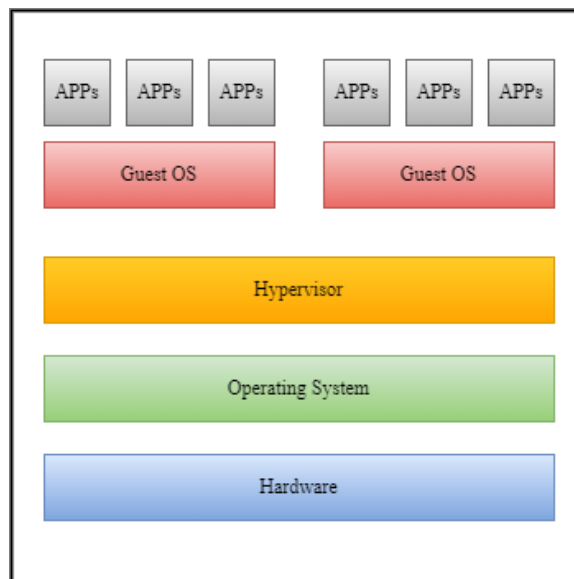 APPs APPs APPs APPs APPs APPs
Guest OS Guest OS
Hypervisor
Operating System
Hardware